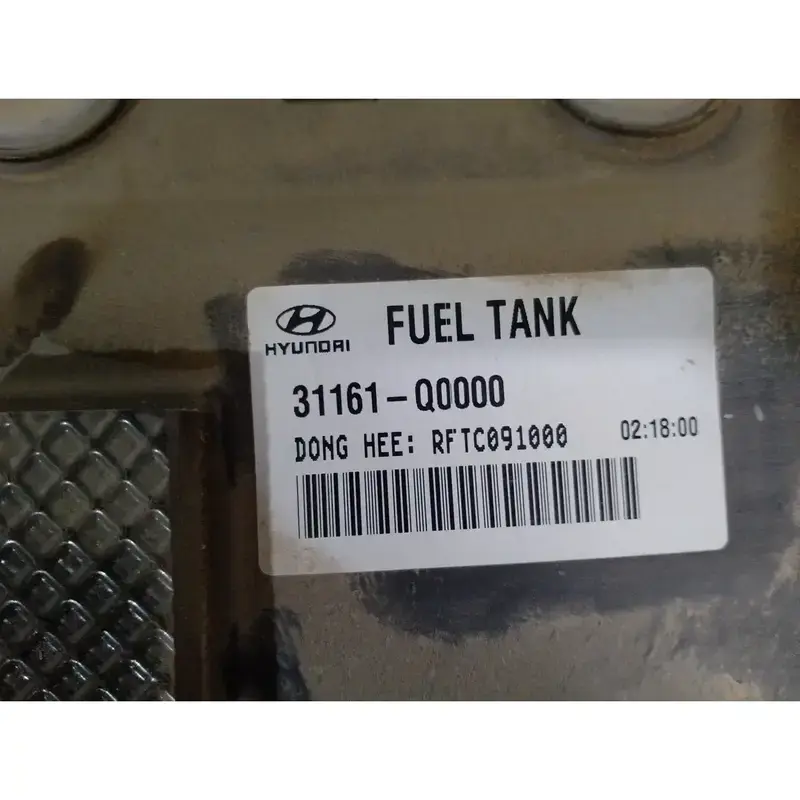 HYUNDAI
FUEL TANK
31161-Q0000
DONG HEE: RFTC091000 02:18:00